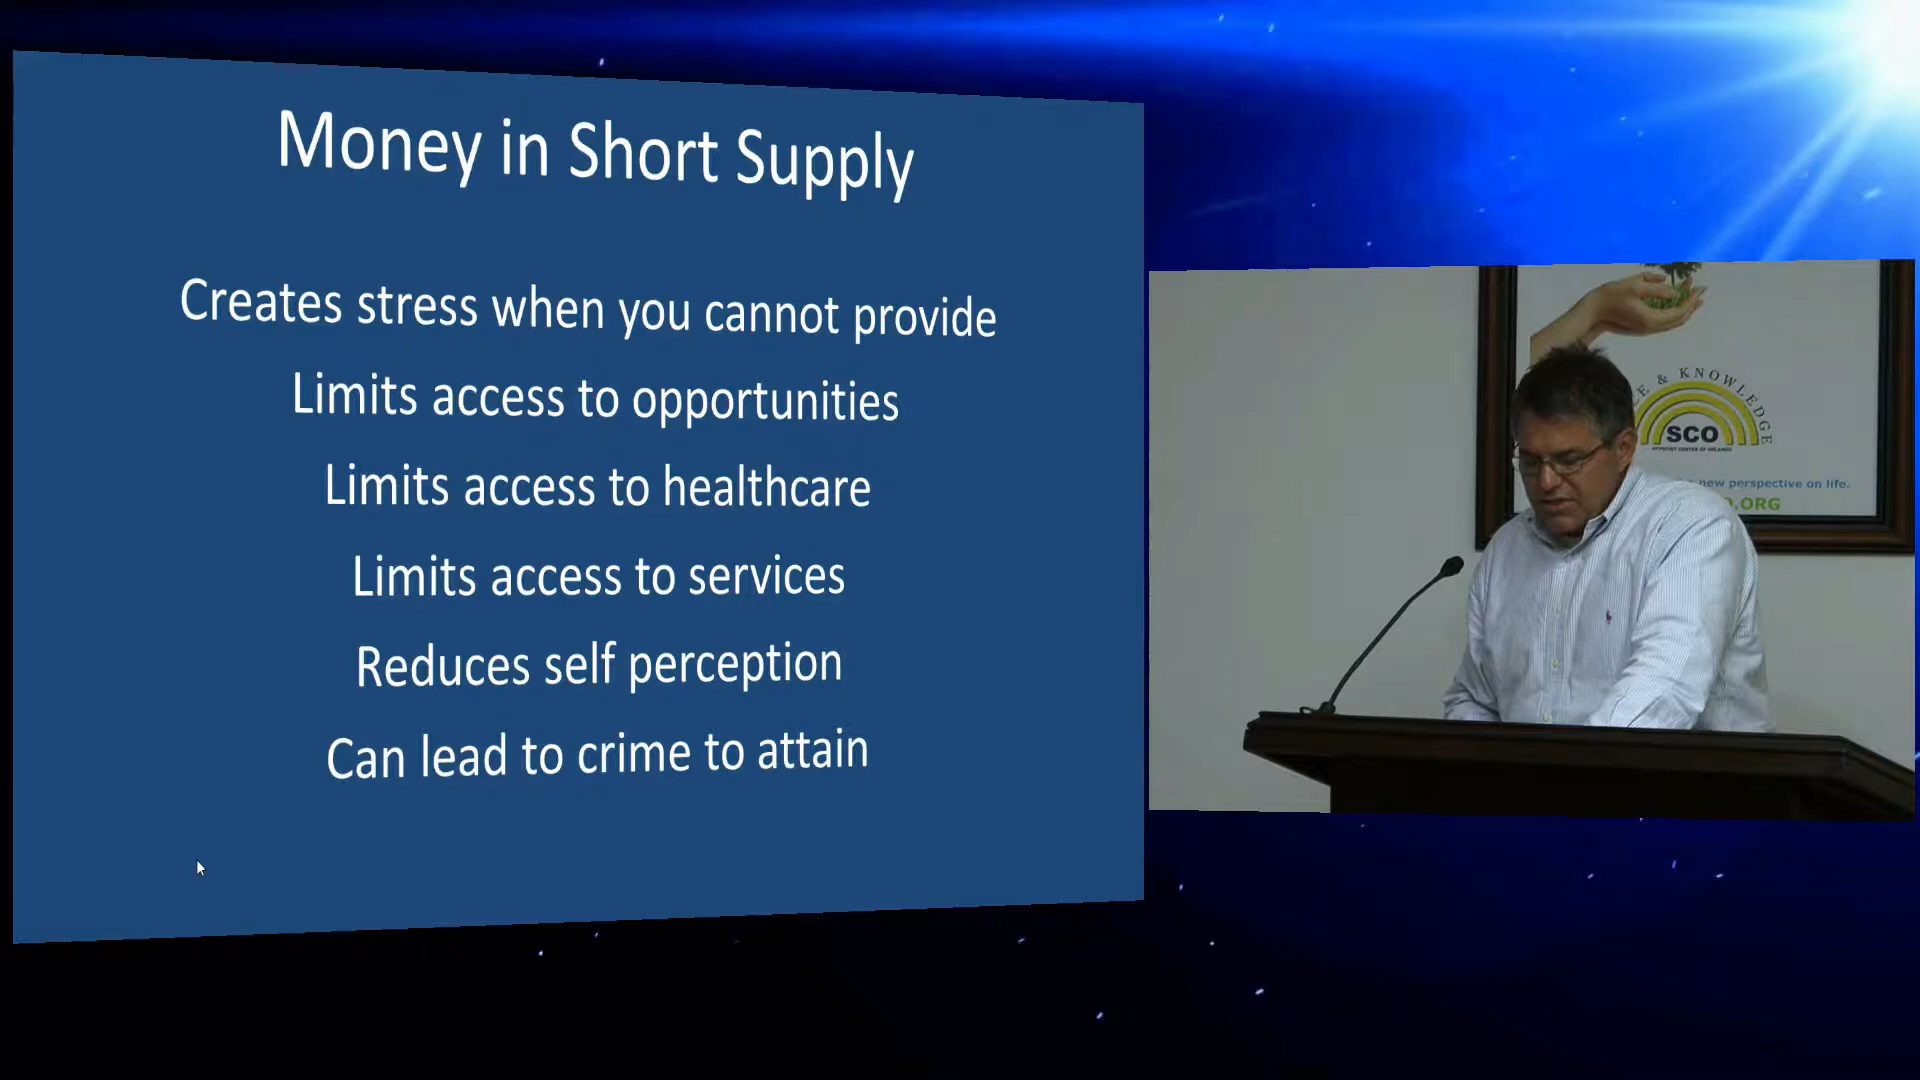 Money in Short Supply
Creates stress when you cannot provide
Limits access to opportunities
Limits access to healthcare
Limits access to services
Reduces self perception
Can lead to crime to attain
& KNOWLEDGE
SCO
new perspective on life.
.ORG